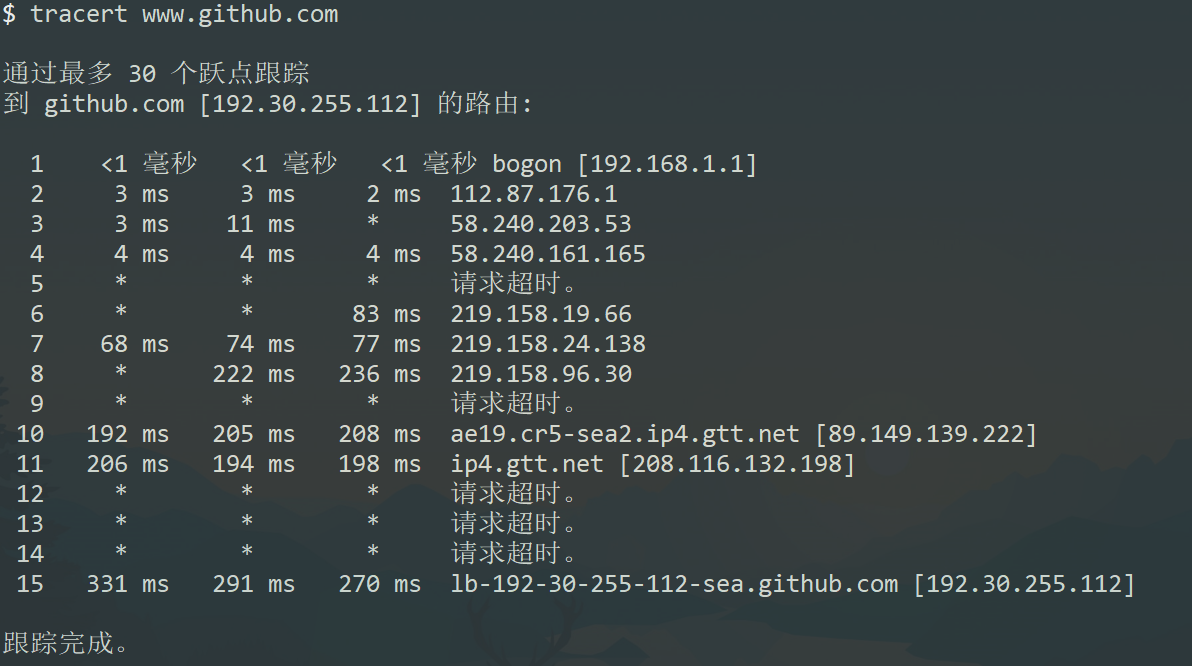 $ tracert www.github.com
通过最多 30 个跃点跟踪
到 github.com [192.30.255.112] 的路由:
1 <1 毫秒 <1 毫秒 <1 毫秒 bogon [192.168.1.1]
2 3 ms 3 ms 2 ms 112.87.176.1
3 3 ms 11 ms * 58.240.203.53
4 4 ms 4 ms 4 ms 58.240.161.165
5 * * * 请求超时。
6 * * 83 ms 219.158.19.66
7 68 ms 74 ms 77 ms 219.158.24.138
8 * 222 ms 236 ms 219.158.96.30
9 * * * 请求超时。
10 192 ms 205 ms 208 ms ae19.cr5-sea2.ip4.gtt.net [89.149.139.222]
11 206 ms 194 ms 198 ms ip4.gtt.net [208.116.132.198]
12 * * * 请求超时。
13 * * * 请求超时。
14 * * * 请求超时。
15 331 ms 291 ms 270 ms lb-192-30-255-112-sea.github.com [192.30.255.112]
跟踪完成。